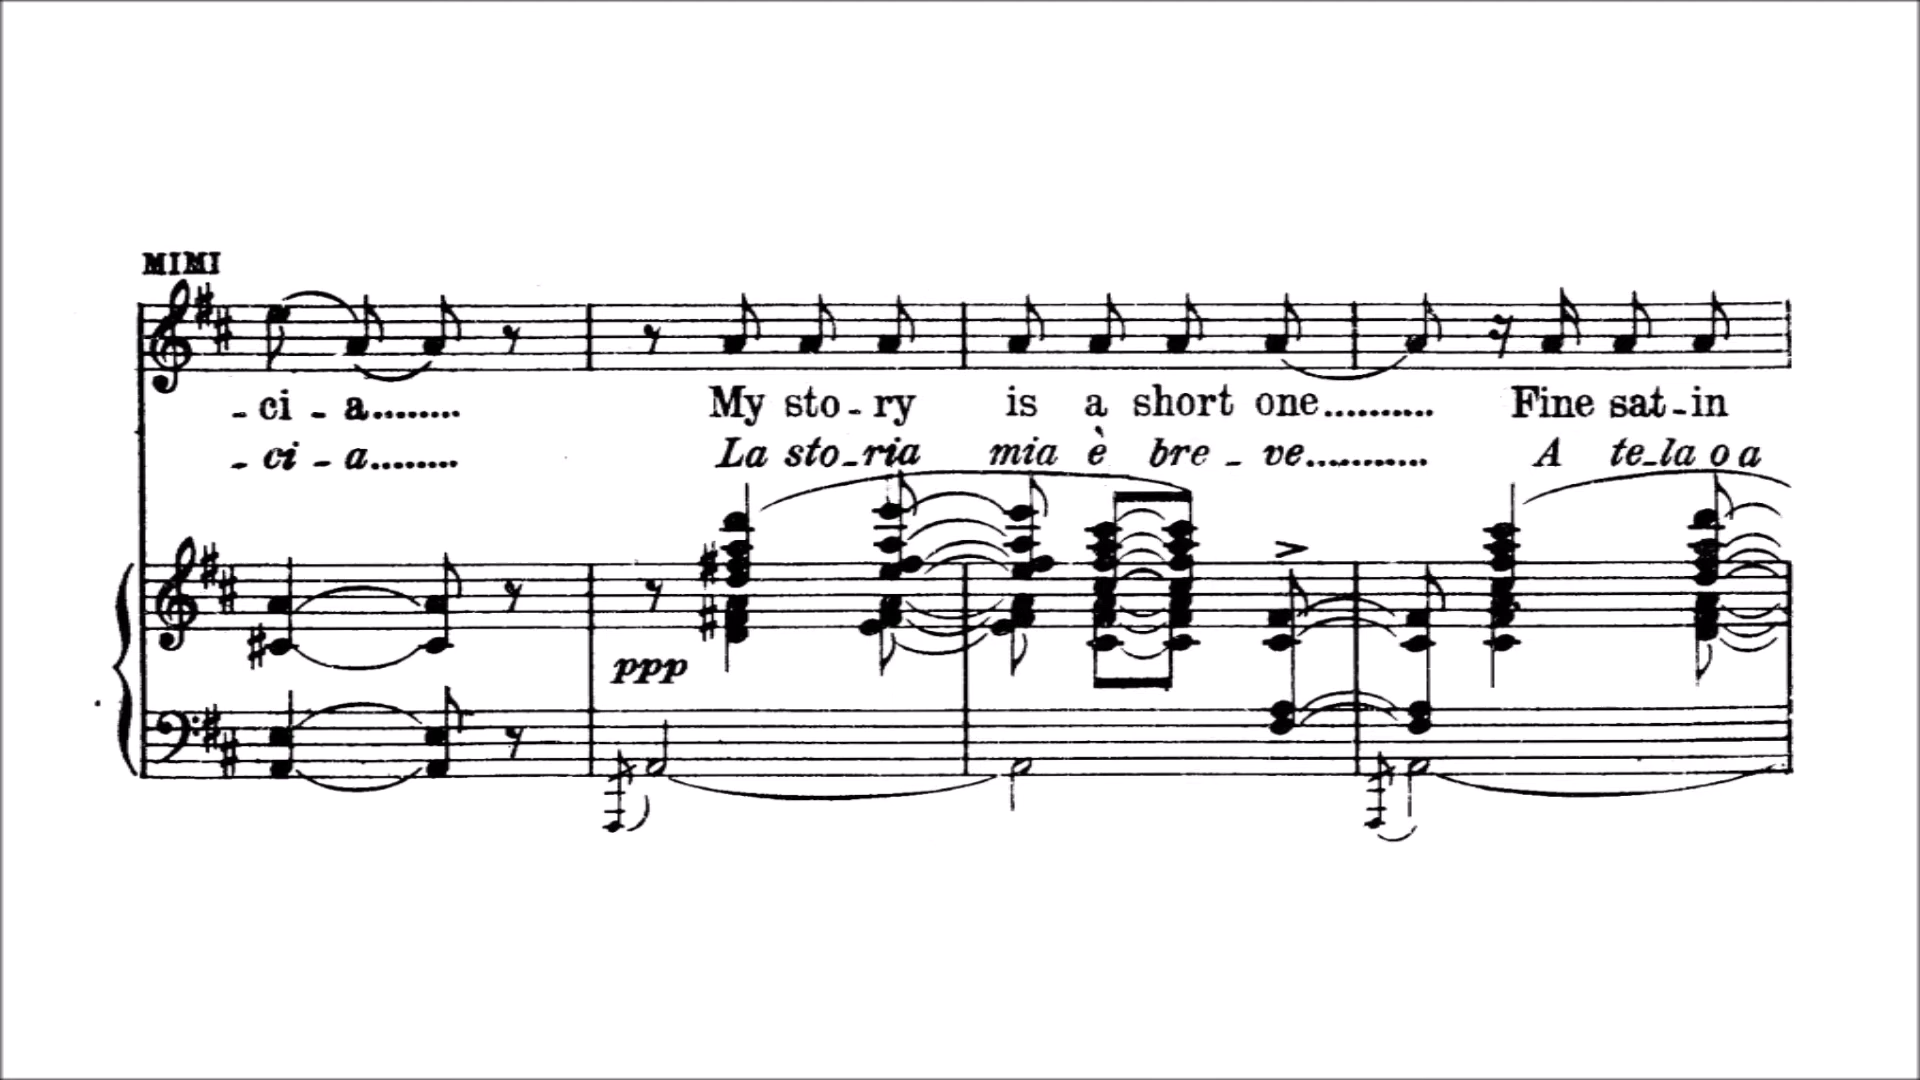 MIMI
- ci - a........ My sto - ry is a short one.......... Fine sat - in
- ci - a........ La sto - ria mia è bre - ve............ A te - la o a
ppp